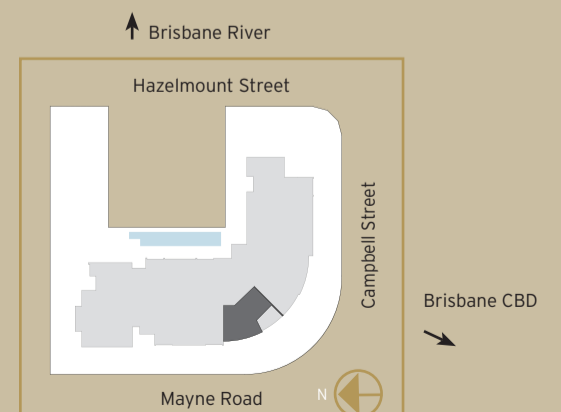 Brisbane River
Hazelmount Street
Campbell Street
Brisbane CBD
Mayne Road
N